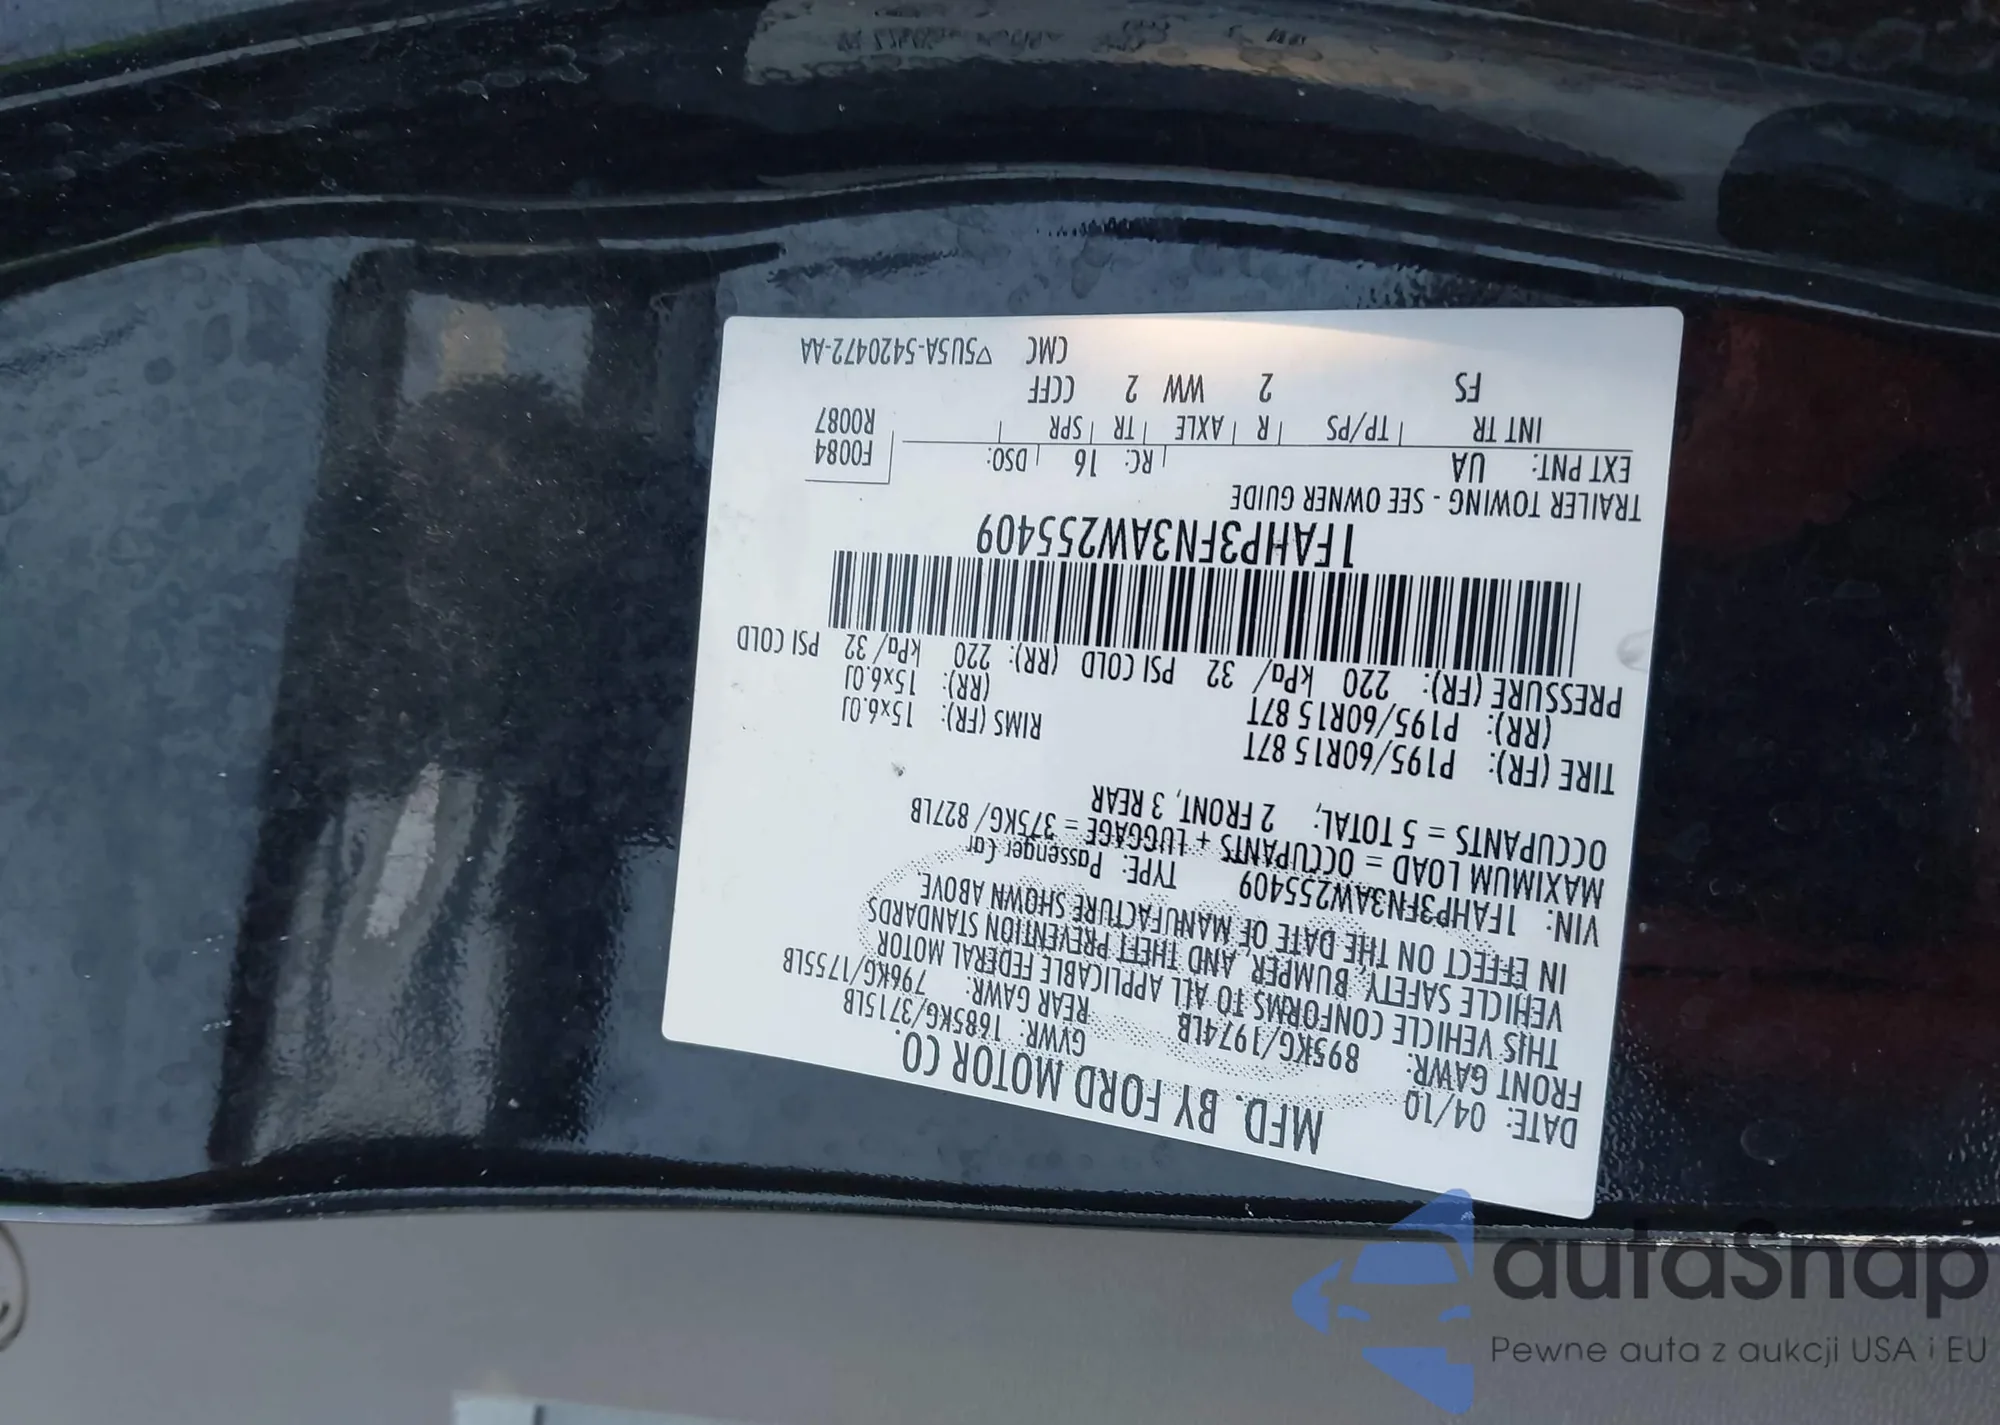 MFD. BY FORD MOTOR CO.
DATE: 04/10 GVWR: 1685KG/3715LB
FRONT GAWR: 895KG/1974LB REAR GAWR: 796KG/1755LB
THIS VEHICLE CONFORMS TO ALL APPLICABLE FEDERAL MOTOR
VEHICLE SAFETY, BUMPER, AND THEFT PREVENTION STANDARDS
IN EFFECT ON THE DATE OF MANUFACTURE SHOWN ABOVE.
VIN: 1FAHP3FN3AW255409 TYPE: Passenger Car
MAXIMUM LOAD = OCCUPANTS + LUGGAGE = 375KG/ 827LB
OCCUPANTS = 5 TOTAL; 2 FRONT, 3 REAR
TIRE (FR): P195/60R15 87T RIMS (FR): 15x6.0J
(RR): P195/60R15 87T (RR): 15x6.0J
PRESSURE (FR): 220 kPa/ 32 PSI COLD (RR): 220 kPa/ 32 PSI COLD
1FAHP3FN3AW255409
TRAILER TOWING - SEE OWNER GUIDE
EXT PNT: UA RC: 16 DSO: F0084
INT TR TP/PS R AXLE TR SPR R0087
FS 2 WW 2 CCFF
CMC ▽5U5A-5420472-AA
autaSnap
Pewne auta z aukcji USA i EU